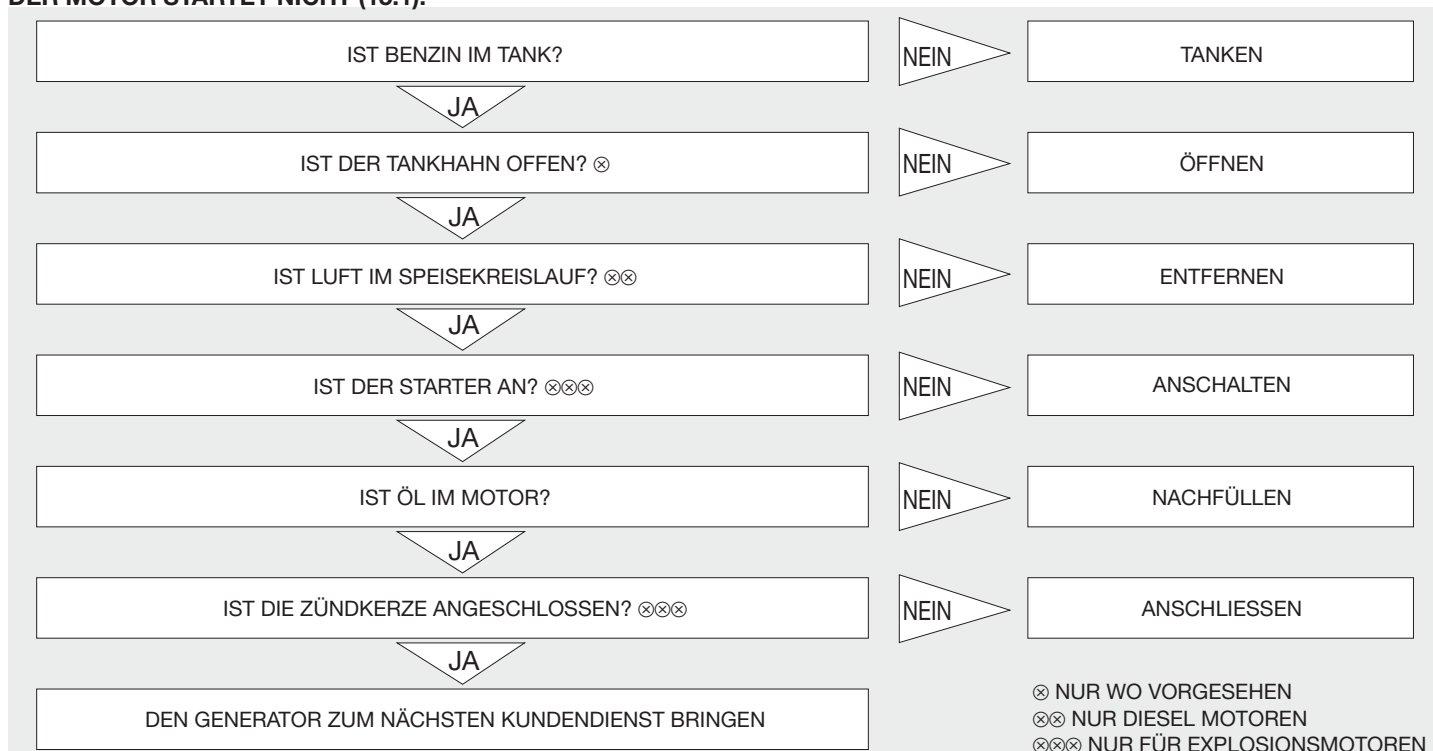 DER MOTOR STARTET NICHT (16.1):
IST BENZIN IM TANK?
NEIN
TANKEN
JA
IST DER TANKHAHN OFFEN? ⊗
NEIN
ÖFFNEN
JA
IST LUFT IM SPEISEKREISLAUF? ⊗⊗
NEIN
ENTFERNEN
JA
IST DER STARTER AN? ⊗⊗⊗
NEIN
ANSCHALTEN
JA
IST ÖL IM MOTOR?
NEIN
NACHFÜLLEN
JA
IST DIE ZÜNDKERZE ANGESCHLOSSEN? ⊗⊗⊗
NEIN
ANSCHLIESSEN
JA
DEN GENERATOR ZUM NÄCHSTEN KUNDENDIENST BRINGEN
⊗ NUR WO VORGESEHEN
⊗⊗ NUR DIESEL MOTOREN
⊗⊗⊗ NUR FÜR EXPLOSIONSMOTOREN